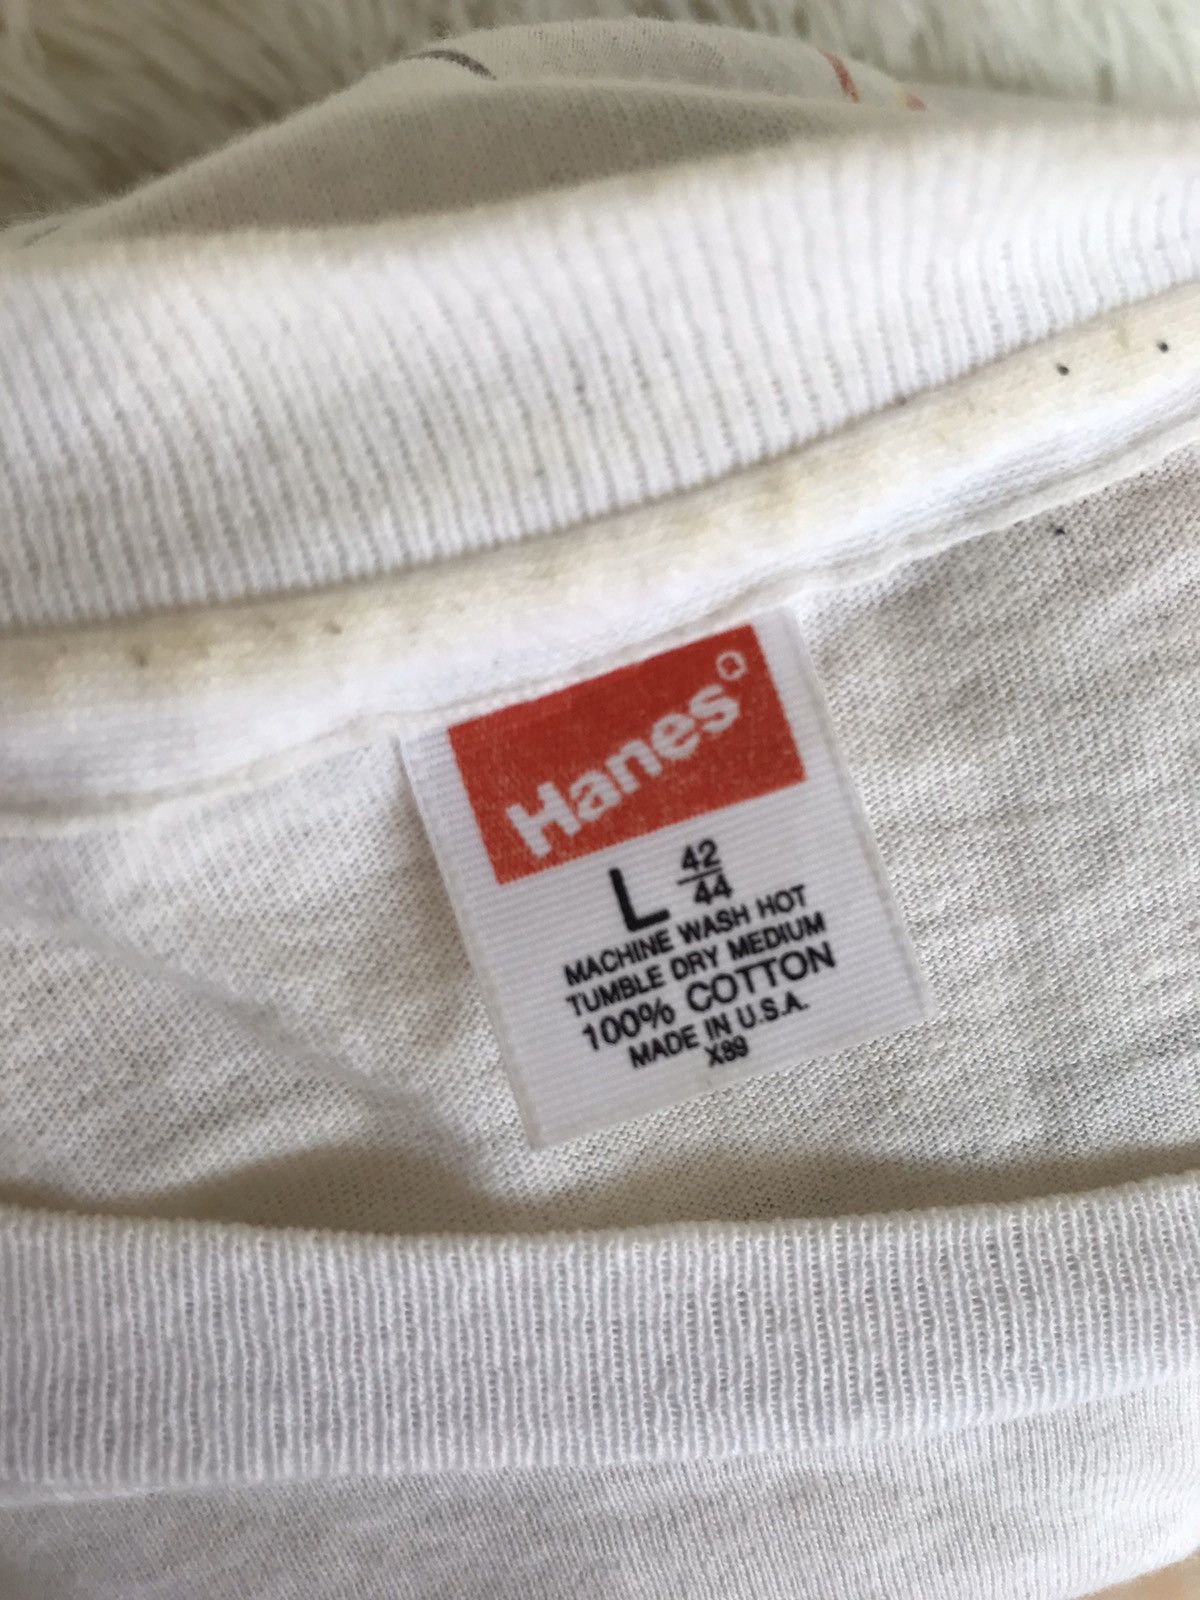 Hanes
L 42/44
MACHINE WASH HOT
TUMBLE DRY MEDIUM
100% COTTON
MADE IN U.S.A.
X89